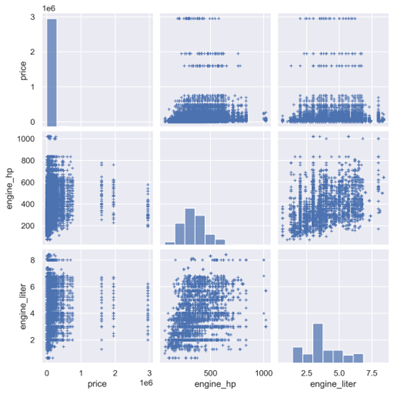 1e6
3
2
1
0
price
1000
800
600
400
200
engine_hp
8
6
4
2
engine_liter
0 1 2 3 500 1000 2.5 5.0 7.5
price 1e6 engine_hp engine_liter